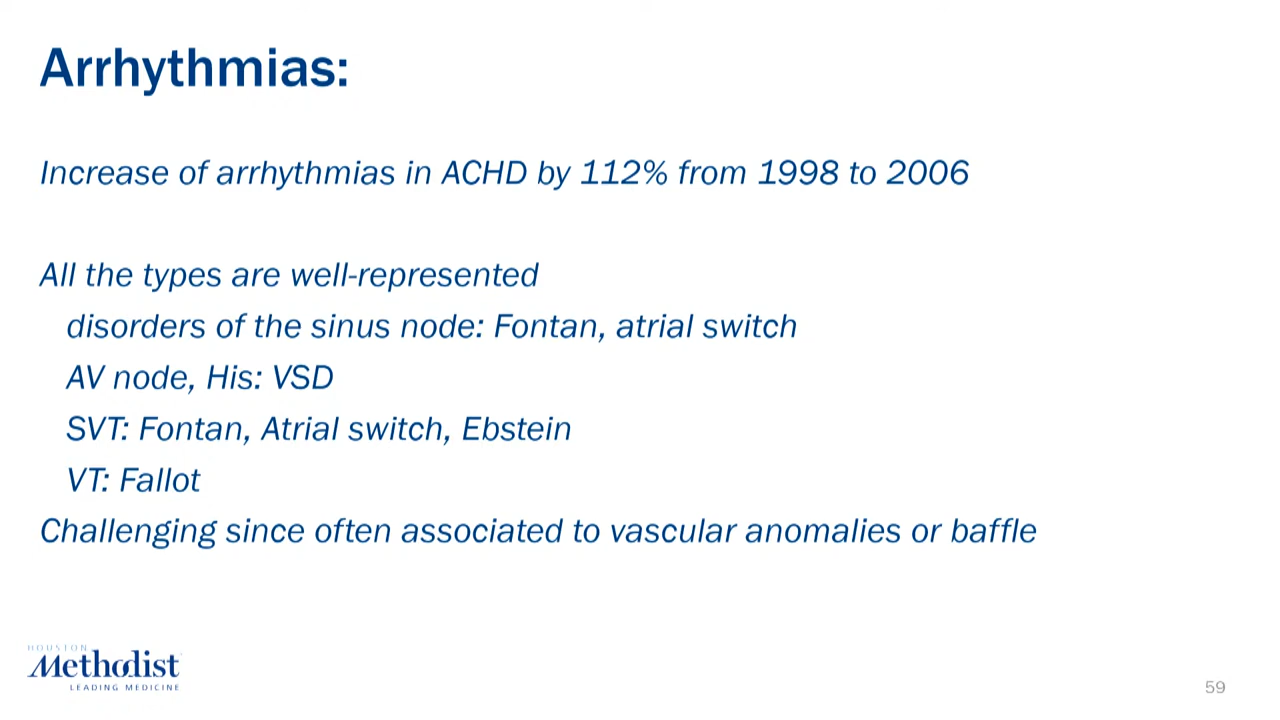 Arrhythmias:
Increase of arrhythmias in ACHD by 112% from 1998 to 2006
All the types are well-represented
disorders of the sinus node: Fontan, atrial switch
AV node, His: VSD
SVT: Fontan, Atrial switch, Ebstein
VT: Fallot
Challenging since often associated to vascular anomalies or baffle
HOUSTON
Methodist
LEADING MEDICINE
59